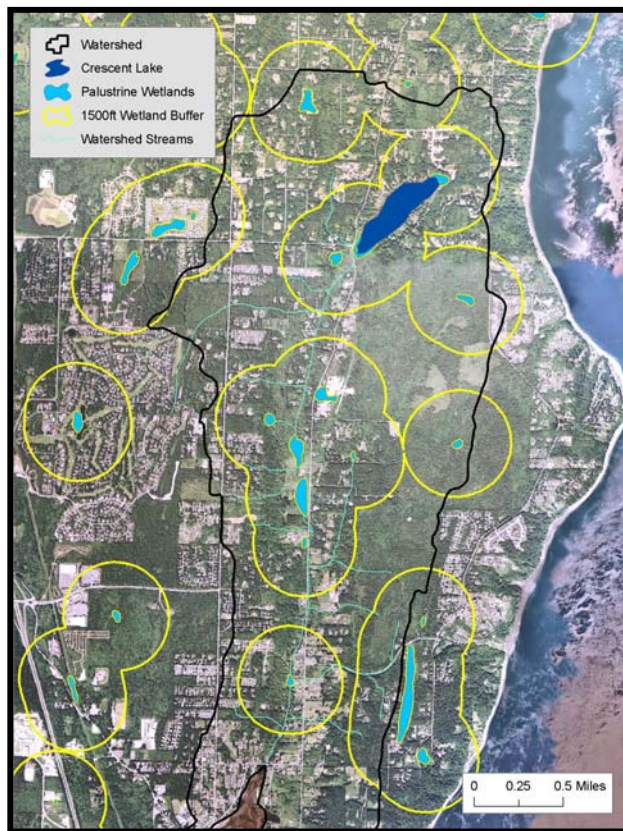 Watershed
Crescent Lake
Palustrine Wetlands
1500ft Wetland Buffer
Watershed Streams
0 0.25 0.5 Miles